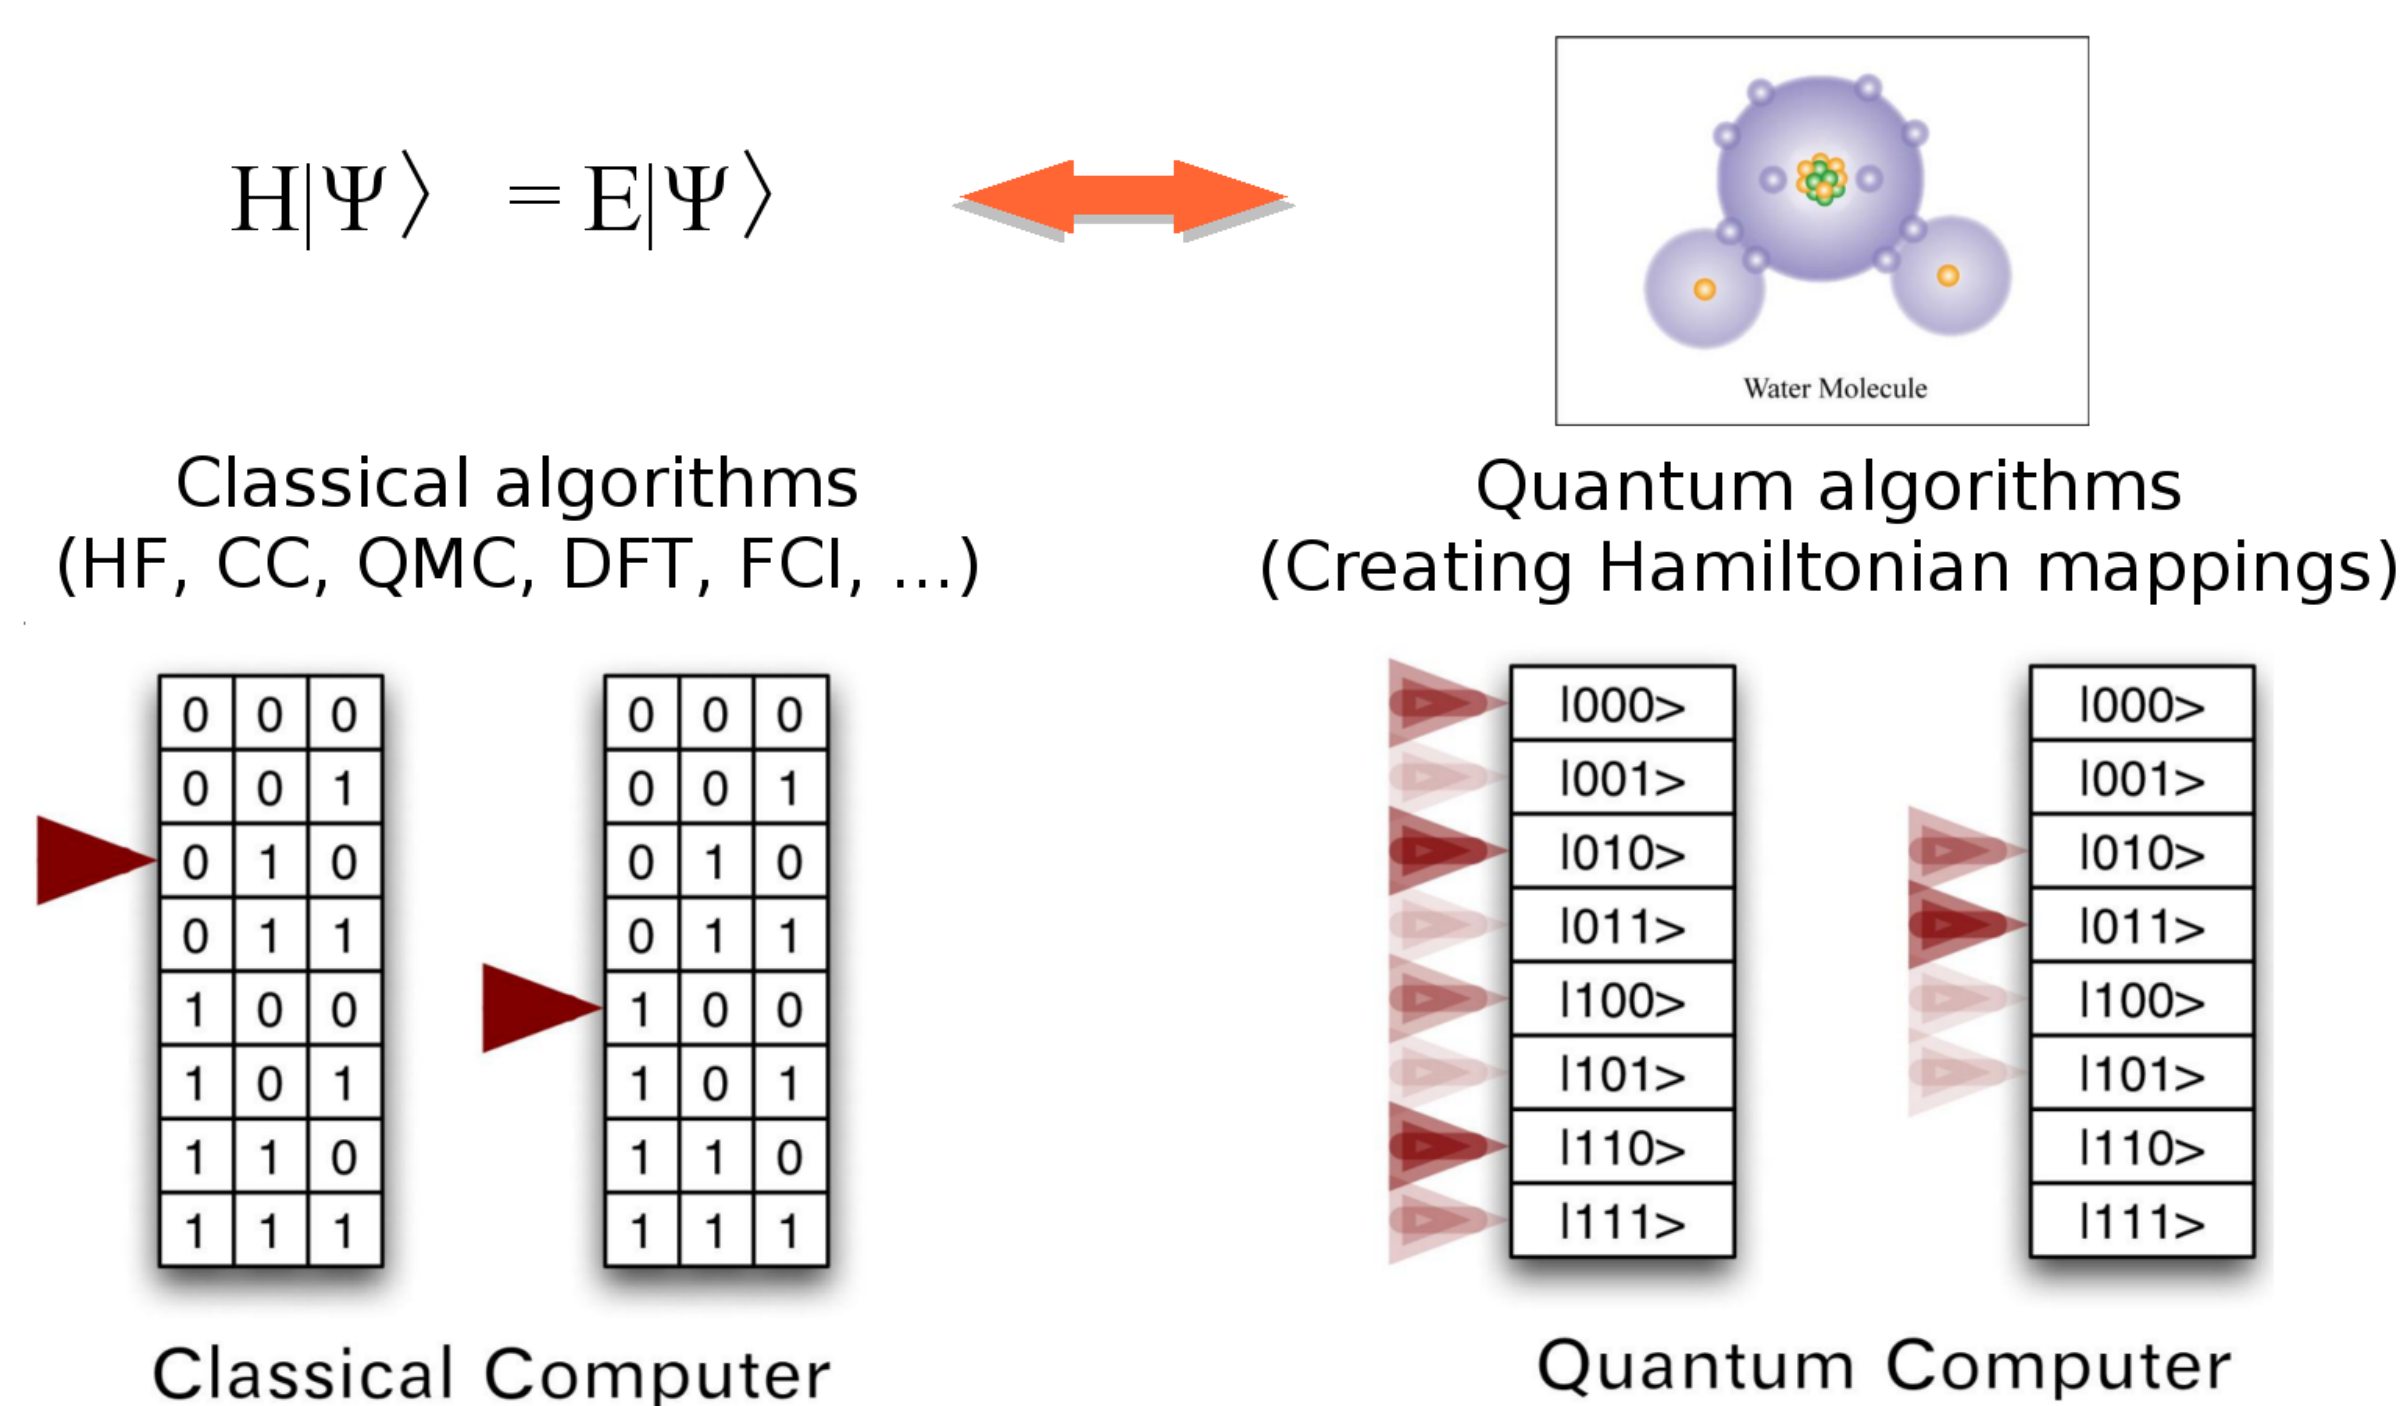 H|Ψ⟩ = E|Ψ⟩
Water Molecule
Classical algorithms
(HF, CC, QMC, DFT, FCI, ...)
Quantum algorithms
(Creating Hamiltonian mappings)
0 0 0
0 0 1
0 1 0
0 1 1
1 0 0
1 0 1
1 1 0
1 1 1
0 0 0
0 0 1
0 1 0
0 1 1
1 0 0
1 0 1
1 1 0
1 1 1
Classical Computer
|000>
|001>
|010>
|011>
|100>
|101>
|110>
|111>
|000>
|001>
|010>
|011>
|100>
|101>
|110>
|111>
Quantum Computer